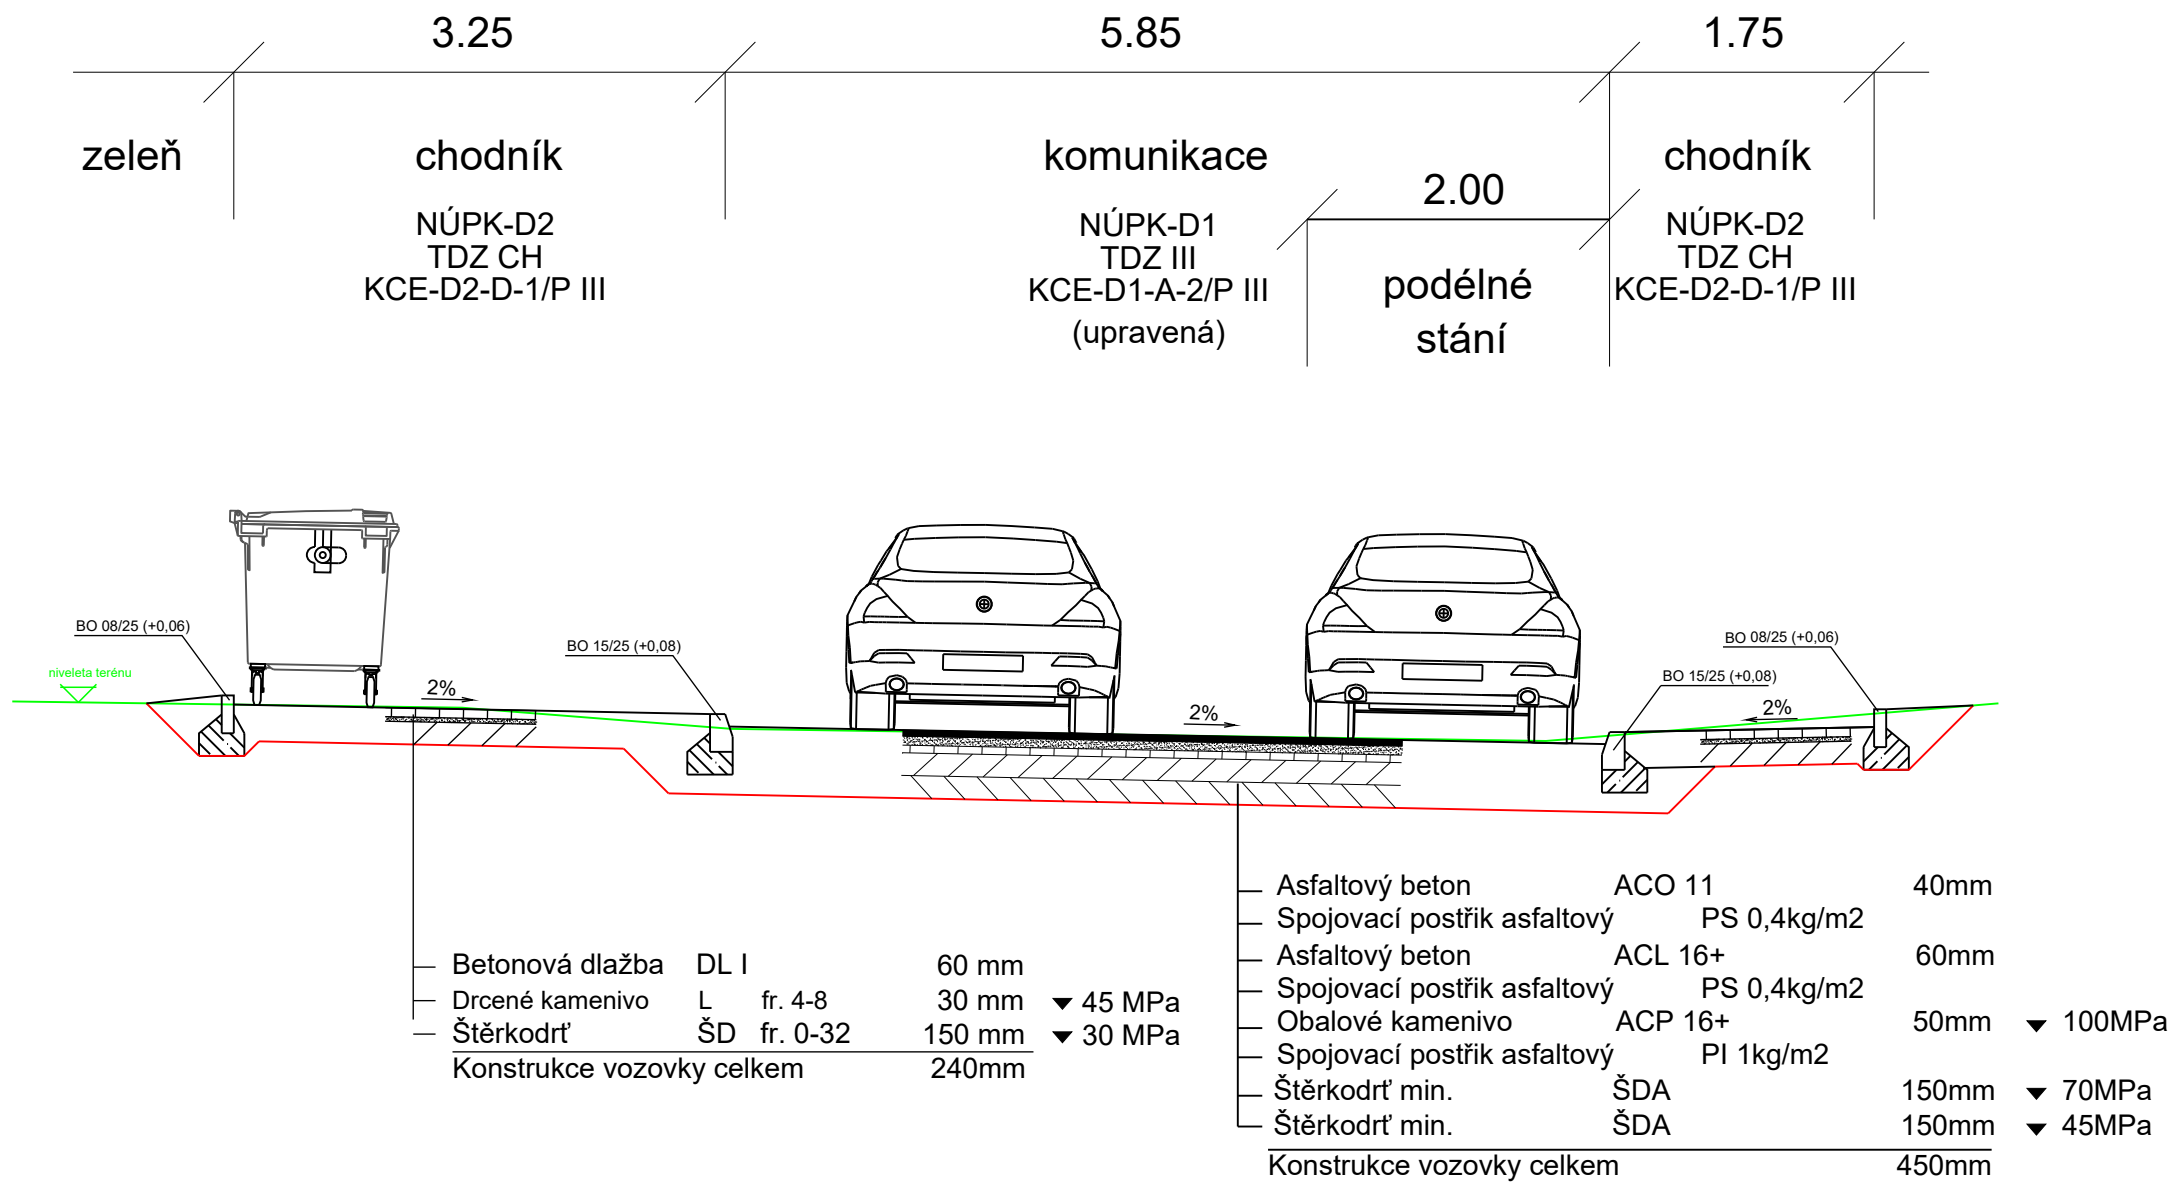 3.25
5.85
1.75
zeleň
chodník
komunikace
chodník
2.00
NÚPK-D2
TDZ CH
KCE-D2-D-1/P III
NÚPK-D1
TDZ III
KCE-D1-A-2/P III
(upravená)
podélné
stání
NÚPK-D2
TDZ CH
KCE-D2-D-1/P III
BO 08/25 (+0,06)
niveleta terénu
2%
BO 15/25 (+0,08)
2%
BO 08/25 (+0,06)
BO 15/25 (+0,08)
2%
Betonová dlažba DL I 60 mm
Drcené kamenivo L fr. 4-8 30 mm 45 MPa
Štěrkodrť ŠD fr. 0-32 150 mm 30 MPa
Konstrukce vozovky celkem 240mm
Asfaltový beton ACO 11 40mm
Spojovací postřik asfaltový PS 0,4kg/m2
Asfaltový beton ACL 16+ 60mm
Spojovací postřik asfaltový PS 0,4kg/m2
Obalové kamenivo ACP 16+ 50mm 100MPa
Spojovací postřik asfaltový PI 1kg/m2
Štěrkodrť min. ŠDA 150mm 70MPa
Štěrkodrť min. ŠDA 150mm 45MPa
Konstrukce vozovky celkem 450mm